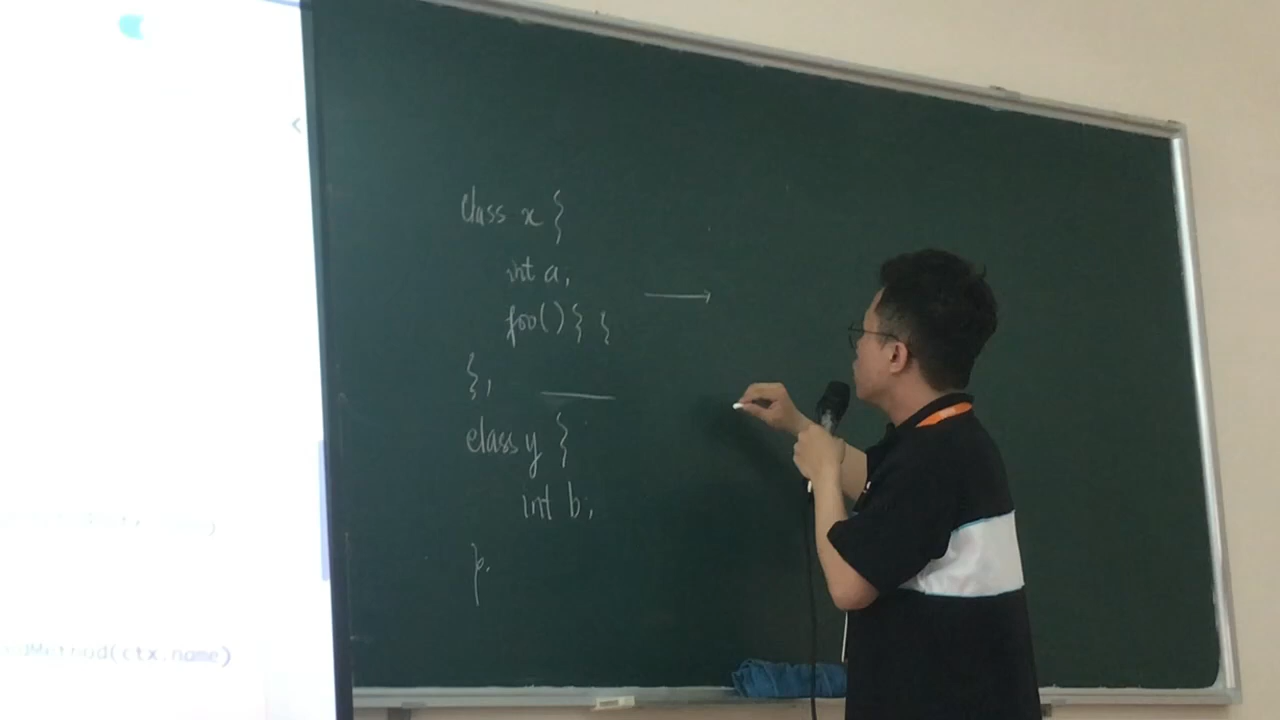 class x {
int a;
foo() { }
};
class y {
int b;
}.
(ctx.name)